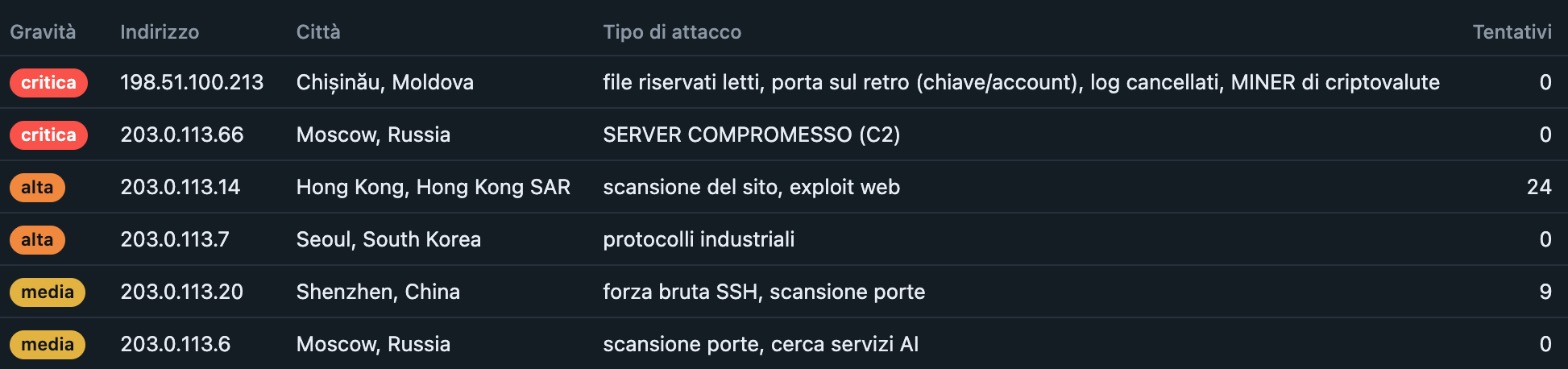 Gravità Indirizzo Città Tipo di attacco Tentativi
critica 198.51.100.213 Chișinău, Moldova file riservati letti, porta sul retro (chiave/account), log cancellati, MINER di criptovalute 0
critica 203.0.113.66 Moscow, Russia SERVER COMPROMESSO (C2) 0
alta 203.0.113.14 Hong Kong, Hong Kong SAR scansione del sito, exploit web 24
alta 203.0.113.7 Seoul, South Korea protocolli industriali 0
media 203.0.113.20 Shenzhen, China forza bruta SSH, scansione porte 9
media 203.0.113.6 Moscow, Russia scansione porte, cerca servizi AI 0